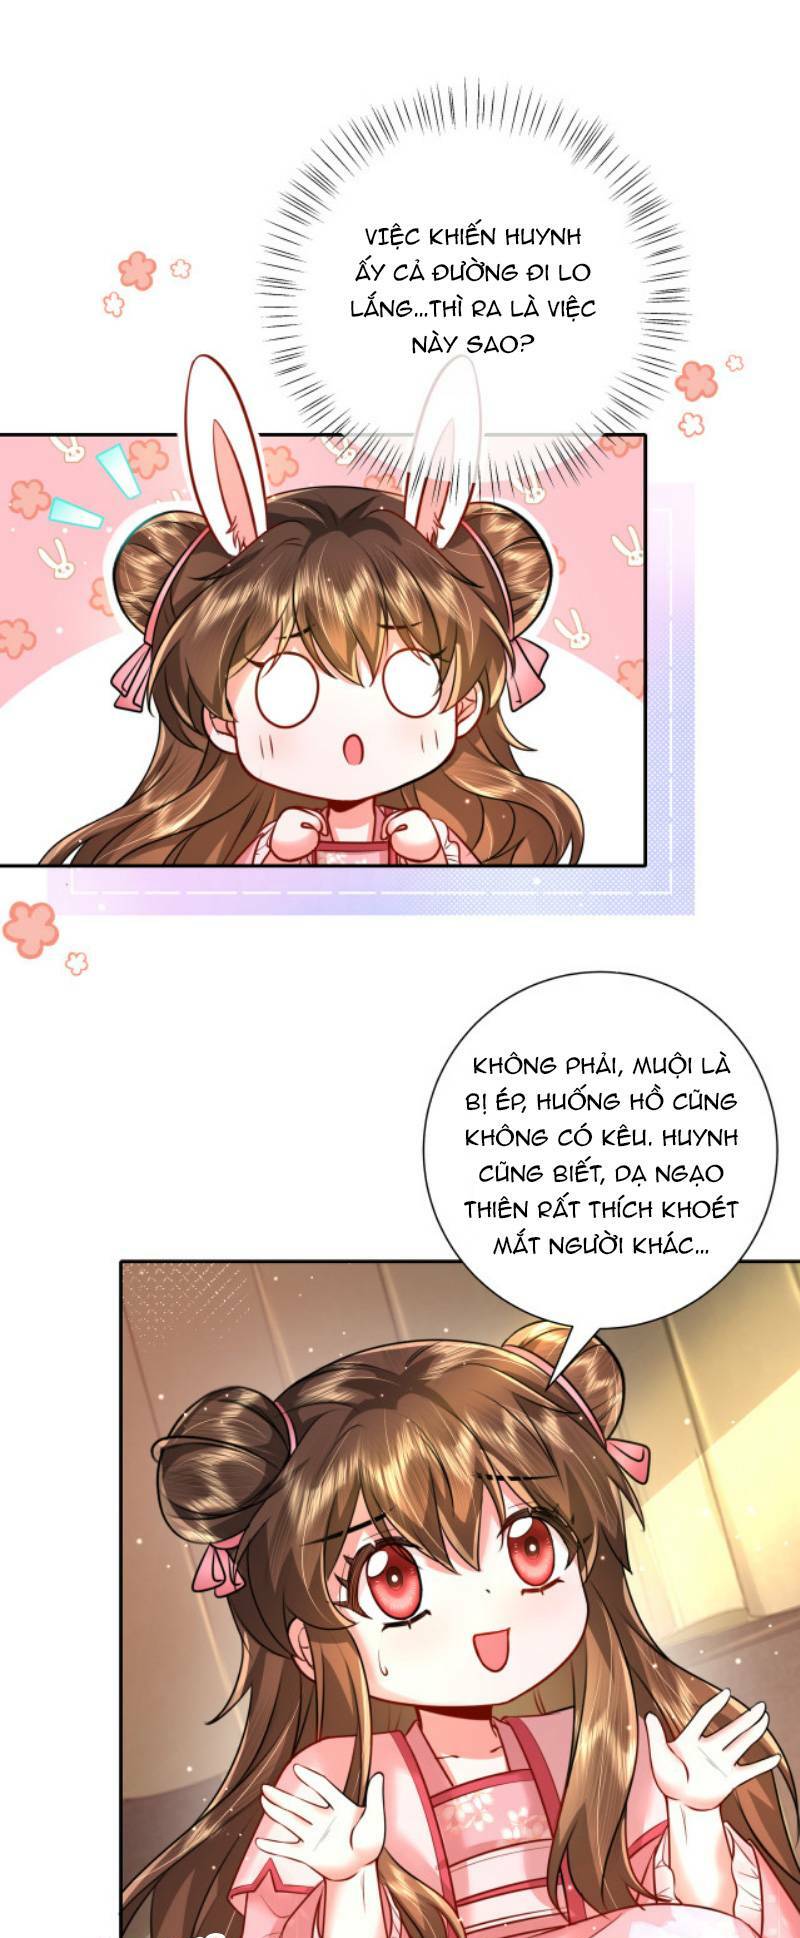 VIỆC KHIẾN HUYNH
ẤY CẢ ĐƯỜNG ĐI LO
LẮNG...THÌ RA LÀ VIỆC
NÀY SAO?
KHÔNG PHẢI, MUỘI LÀ
BỊ ÉP, HUỐNG HỒ CŨNG
KHÔNG CÓ KÊU. HUYNH
CŨNG BIẾT, DẠ NGẠO
THIÊN RẤT THÍCH KHOÉT
MẮT NGƯỜI KHÁC...